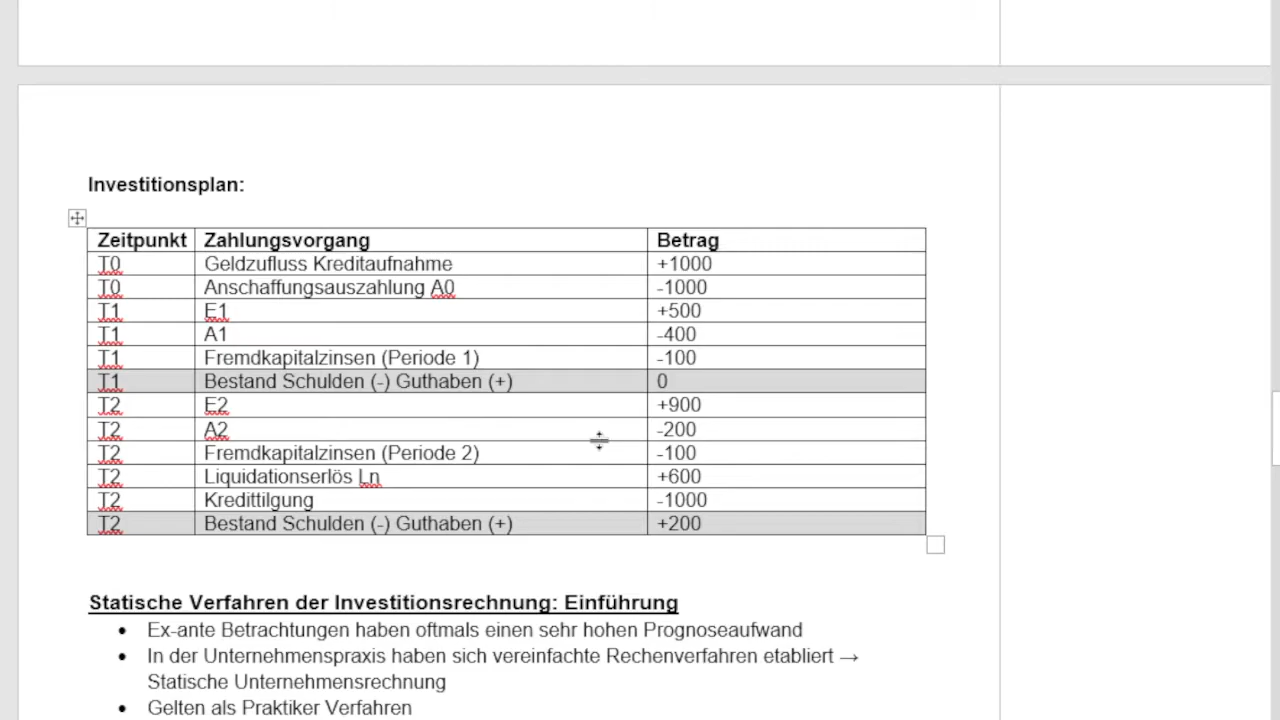 Investitionsplan:
Zeitpunkt Zahlungsvorgang Betrag
T0 Geldzufluss Kreditaufnahme +1000
T0 Anschaffungsauszahlung A0 -1000
T1 E1 +500
T1 A1 -400
T1 Fremdkapitalzinsen (Periode 1) -100
T1 Bestand Schulden (-) Guthaben (+) 0
T2 E2 +900
T2 A2 -200
T2 Fremdkapitalzinsen (Periode 2) -100
T2 Liquidationserlös Ln +600
T2 Kredittilgung -1000
T2 Bestand Schulden (-) Guthaben (+) +200
Statische Verfahren der Investitionsrechnung: Einführung
• Ex-ante Betrachtungen haben oftmals einen sehr hohen Prognoseaufwand
• In der Unternehmenspraxis haben sich vereinfachte Rechenverfahren etabliert →
Statische Unternehmensrechnung
• Gelten als Praktiker Verfahren